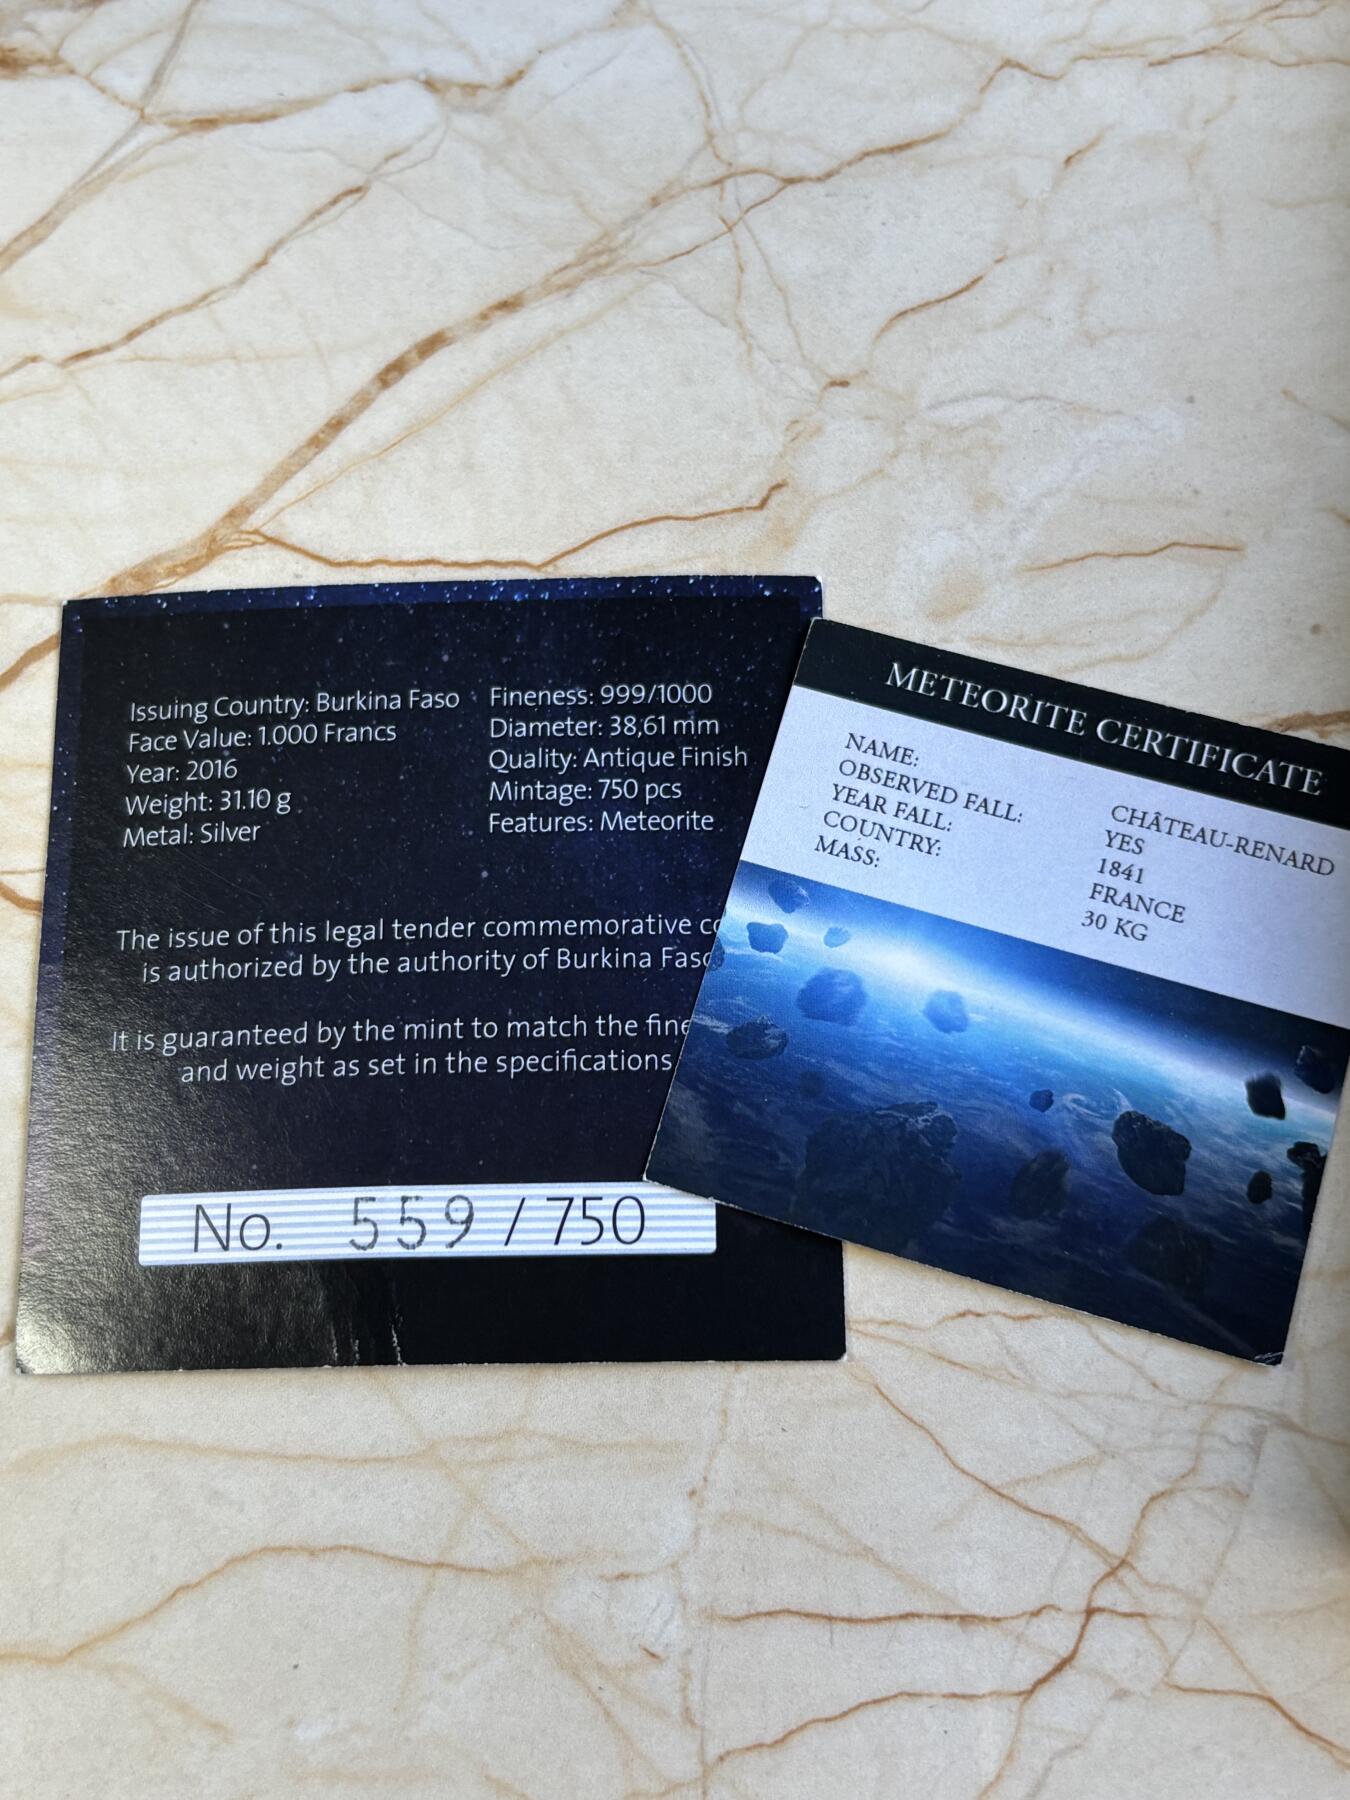 Issuing Country: Burkina Faso
Face Value: 1.000 Francs
Year: 2016
Weight: 31.10 g
Metal: Silver
Fineness: 999/1000
Diameter: 38,61 mm
Quality: Antique Finish
Mintage: 750 pcs
Features: Meteorite
The issue of this legal tender commemorative
is authorized by the authority of Burkina
It is guaranteed by the mint to match the
and weight as set in the specifications
No. 559 / 750
METEORITE CERTIFICATE
NAME: CHÂTEAU-RENARD
OBSERVED FALL: YES
YEAR FALL: 1841
COUNTRY: FRANCE
MASS: 30 KG